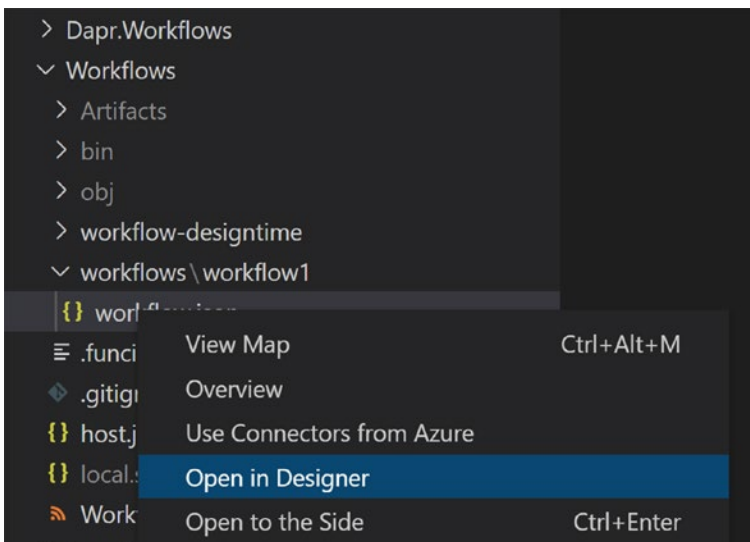 Dapr.Workflows
Workflows
Artifacts
bin
obj
workflow-designtime
workflows\workflow1
{}
View Map Ctrl+Alt+M
.funci
Overview
.gitig
{} host.j Use Connectors from Azure
{} local.s Open in Designer
Work Open to the Side Ctrl+Enter